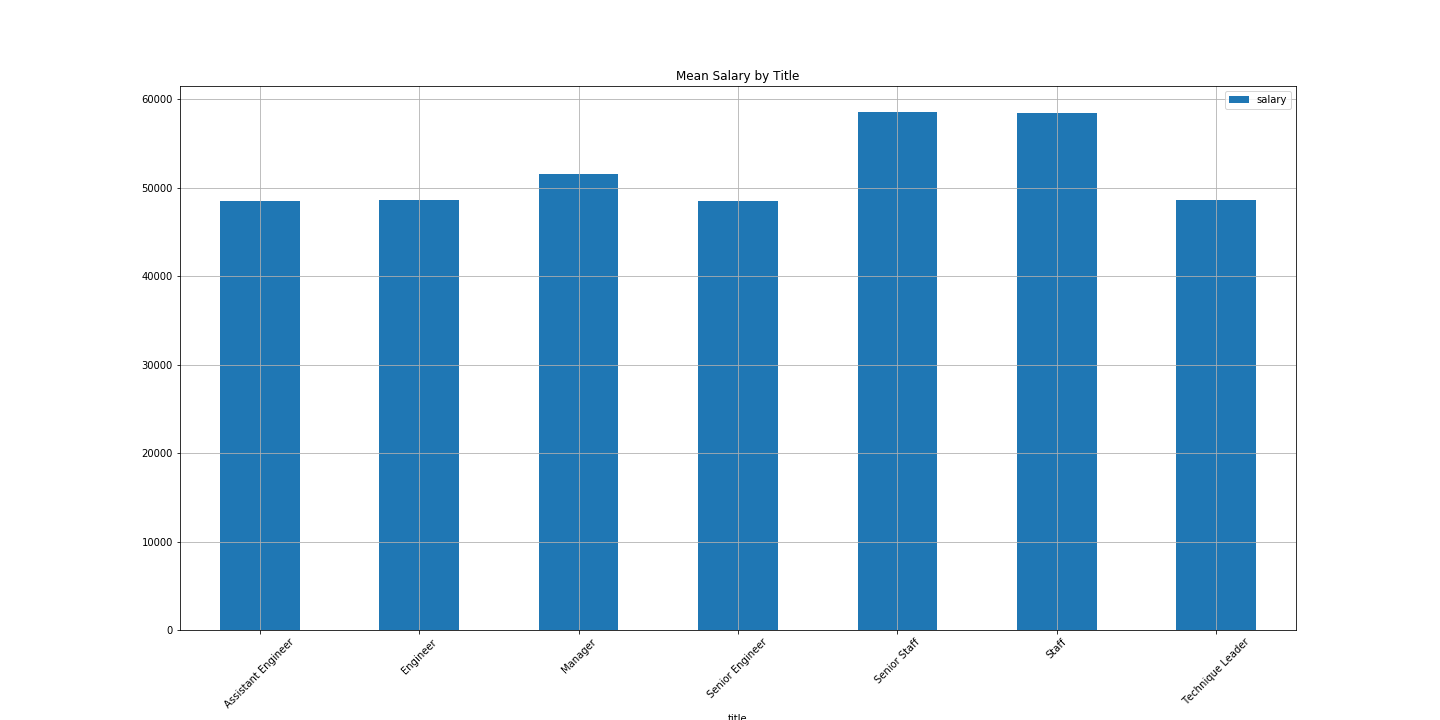 Mean Salary by Title
salary
60000
50000
40000
30000
20000
10000
0
Assistant Engineer
Engineer
Manager
Senior Engineer
Senior Staff
Staff
Technique Leader
title